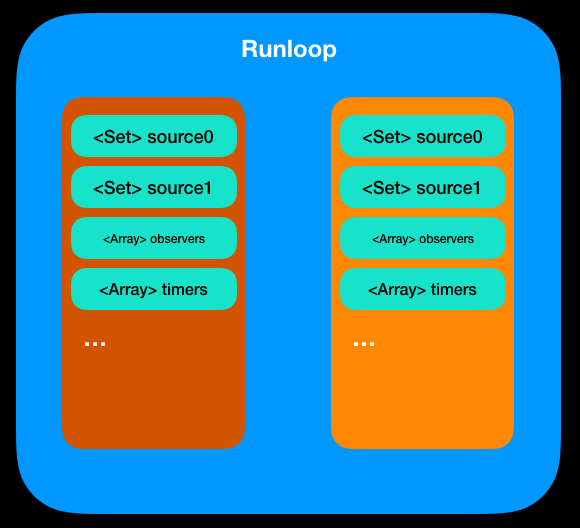 Runloop
<Set> source0
<Set> source1
<Array> observers
<Array> timers
...
<Set> source0
<Set> source1
<Array> observers
<Array> timers
...